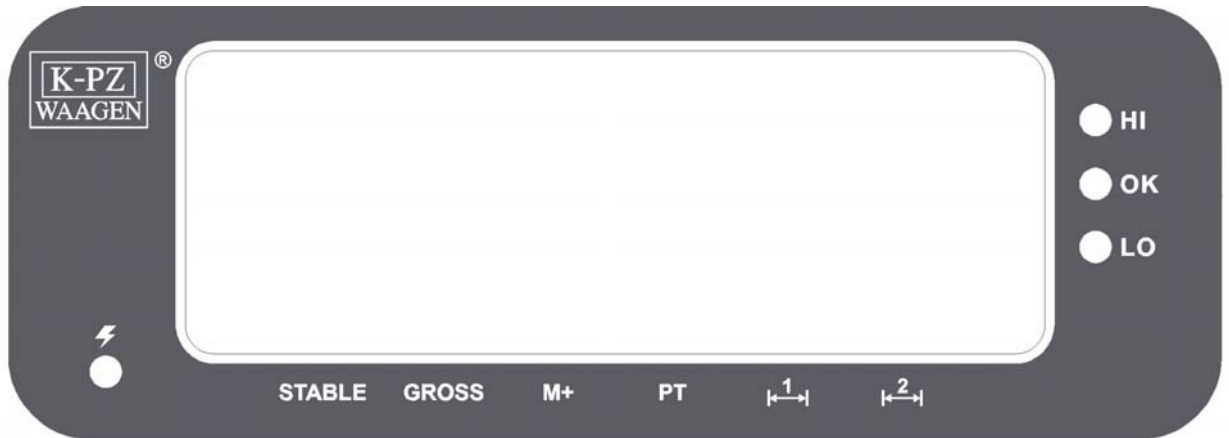 K-PZ ®
WAAGEN
HI
OK
LO
STABLE GROSS M+ PT 1 2